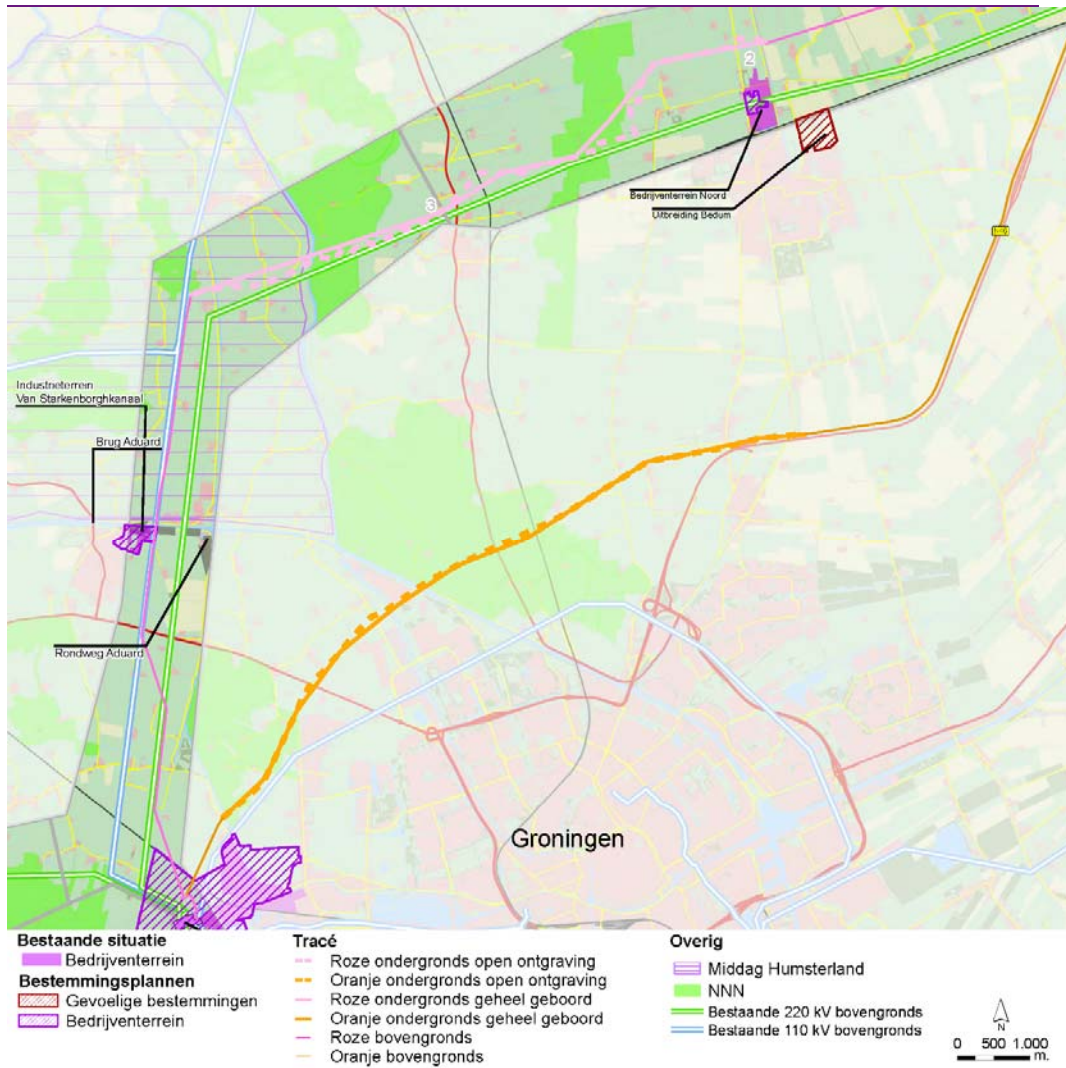 2
Bedrijventerrein Noord
Uitbreiding Bedum
3
Industrieterrein
Van Starkenborghkanaal
Brug Aduard
Rondweg Aduard
Groningen
Bestaande situatie
Bedrijventerrein
Bestemmingsplannen
Gevoelige bestemmingen
Bedrijventerrein
Tracé
Roze ondergronds open ontgraving
Oranje ondergronds open ontgraving
Roze ondergronds geheel geboord
Oranje ondergronds geheel geboord
Roze bovengronds
Oranje bovengronds
Overig
Middag Humsterland
NNN
Bestaande 220 kV bovengronds
Bestaande 110 kV bovengronds
N
0 500 1.000
m.